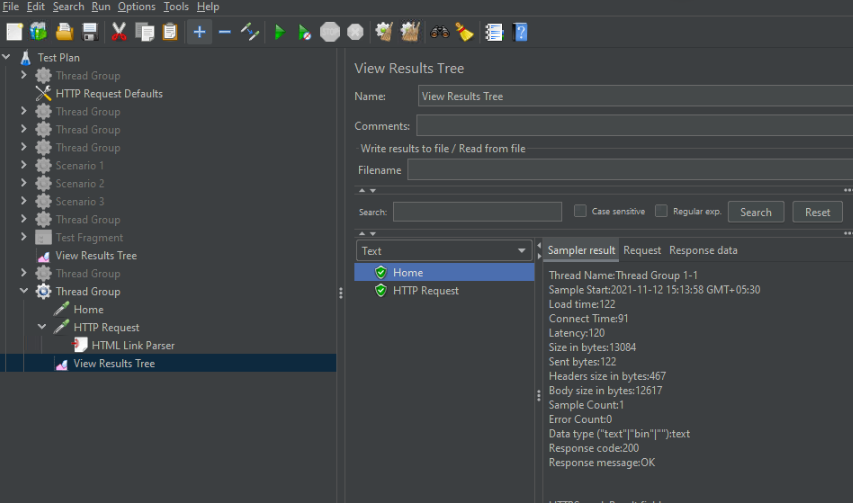 File Edit Search Run Options Tools Help
Test Plan
Thread Group
HTTP Request Defaults
Thread Group
Thread Group
Thread Group
Scenario 1
Scenario 2
Scenario 3
Thread Group
Test Fragment
View Results Tree
Thread Group
Thread Group
Home
HTTP Request
HTML Link Parser
View Results Tree
View Results Tree
Name: View Results Tree
Comments:
Write results to file / Read from file
Filename
Search: Case sensitive Regular exp. Search Reset
Text
Home
HTTP Request
Sampler result Request Response data
Thread Name:Thread Group 1-1
Sample Start:2021-11-12 15:13:58 GMT+05:30
Load time:122
Connect Time:91
Latency:120
Size in bytes:13084
Sent bytes:122
Headers size in bytes:467
Body size in bytes:12617
Sample Count:1
Error Count:0
Data type ("text"|"bin"|""):text
Response code:200
Response message:OK